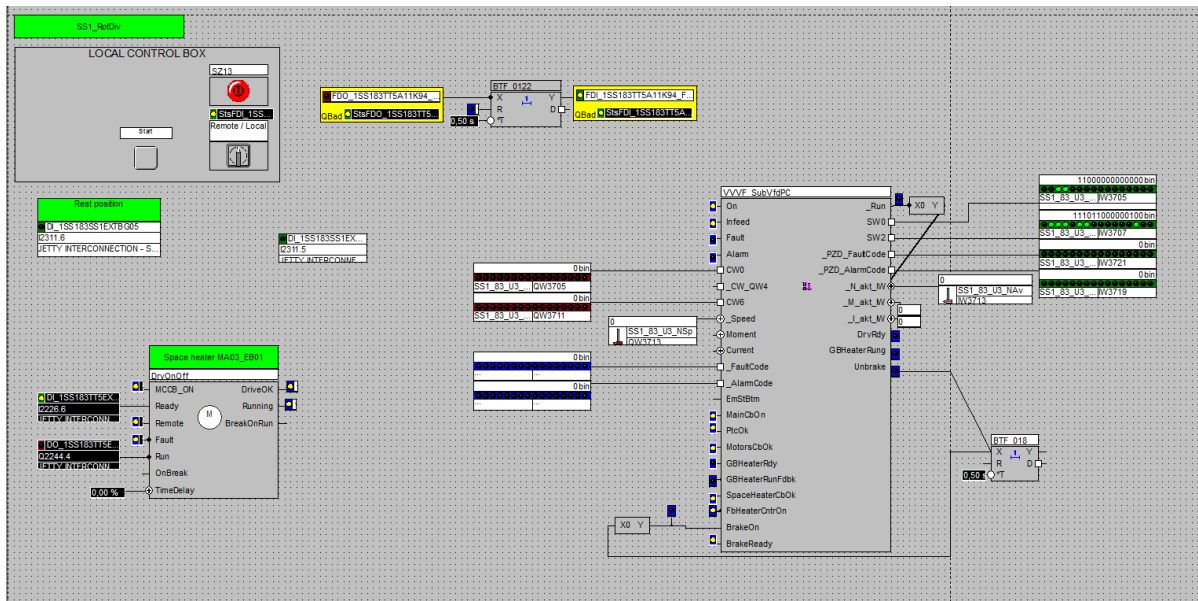 SS1_RotDiv
LOCAL CONTROL BOX
SZ13
StsFDI_1SS...
Remote / Local
Start
FDO_1SS183TT5A11K94_...
QBad
StsFDO_1SS183TT5...
BTF_0122
X Y
R D
*T
0,50 s
FDI_1SS183TT5A11K94_F...
QBad
StsFDI_1SS183TT5A...
Rest position
DI_1SS183SS1EXTBG05
I2311.6
JETTY INTERCONNECTION - S...
DI_1SS183SS1EX...
I2311.5
JETTY INTERCONNE...
VVVF_SubVfdPC
On
Infeed
Fault
Alarm
CW0
_CW_QW4
CW6
_Speed
Moment
Current
_FaultCode
_AlarmCode
EmStBtm
MainCbOn
PlcOk
MotorsCbOk
GBHeaterRdy
GBHeaterRunFdbk
SpaceHeaterCbOk
FbHeaterCntrOn
BrakeOn
BrakeReady
_Run
SW0
SW2
_PZD_FaultCode
_PZD_AlarmCode
_N_akt_IW
_M_akt_IW
_I_akt_IW
DrvRdy
GBHeaterRung
Unbrake
X0 Y
11000000000000 bin
SS1_83_U3_... IW3705
1110110000000100 bin
SS1_83_U3_... IW3707
0 bin
SS1_83_U3_... IW3721
0 bin
SS1_83_U3_... IW3719
0
SS1_83_U3_NAv
IW3713
0
0
0 bin
SS1_83_U3_... QW3705
0 bin
SS1_83_U3_... QW3711
0
SS1_83_U3_NSp
QW3713
0 bin
... ...
0 bin
... ...
Space heater MA03_EB01
DrvOnOff
MCCB_ON DriveOK
Ready Running
Remote M BreakOnRun
Fault
Run
OnBreak
TimeDelay
DI_1SS183TT5EX...
I2226.6
JETTY INTERCONN...
DO_1SS183TT5E...
Q2244.4
JETTY INTERCONN...
0,00 %
X0 Y
BTF_018
X Y
R D
*T
0,50 s